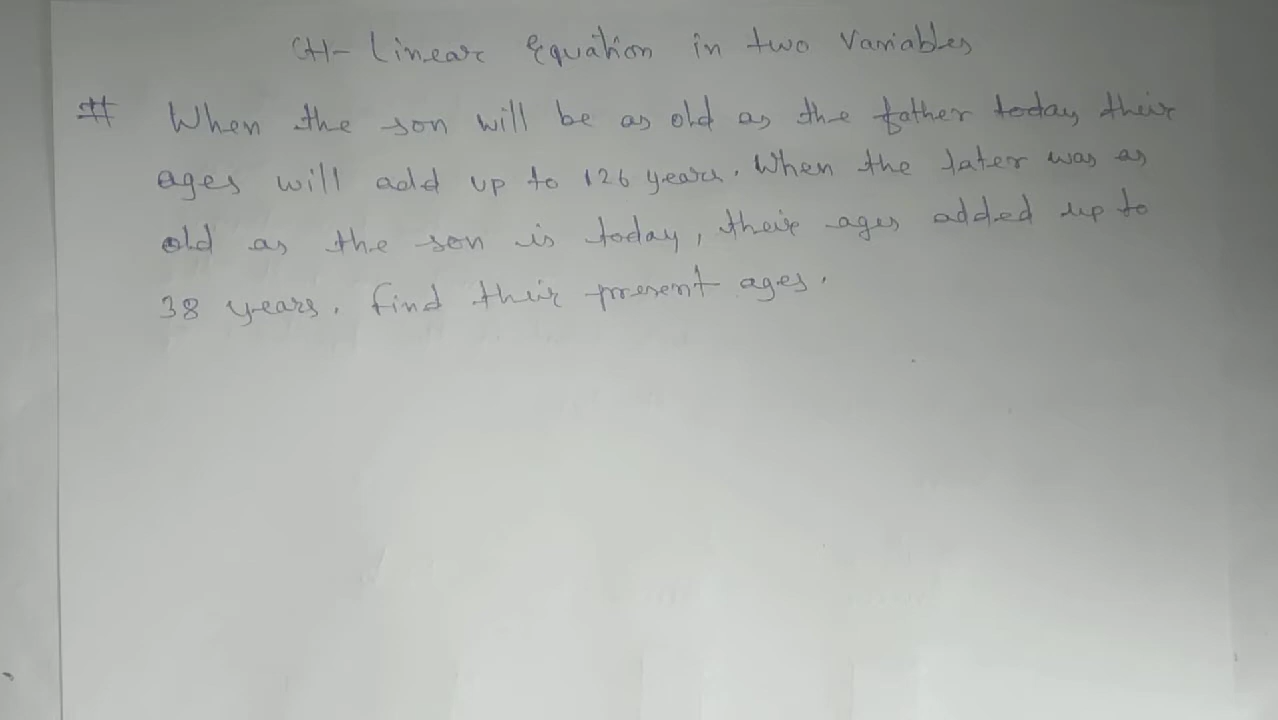 CH- Linear Equation in two Variables
# When the son will be as old as the father today their
ages will add up to 126 years. When the later was as
old as the son is today, their ages added up to
38 years. find their present ages.